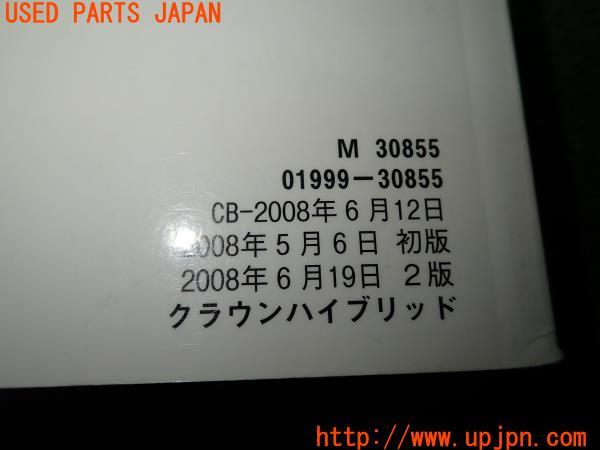 USED PARTS JAPAN
M 30855
01999-30855
CB-2008年6月12日
2008年5月6日 初版
2008年6月19日 2版
クラウンハイブリッド
http://www.upjpn.com/